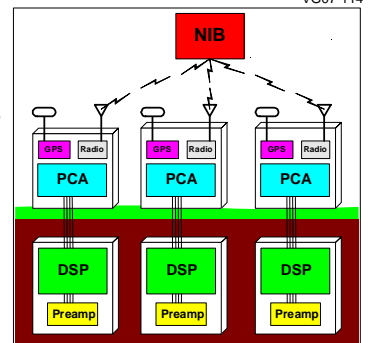 NIB
GPS Radio GPS Radio GPS Radio
PCA PCA PCA
DSP DSP DSP
Preamp Preamp Preamp